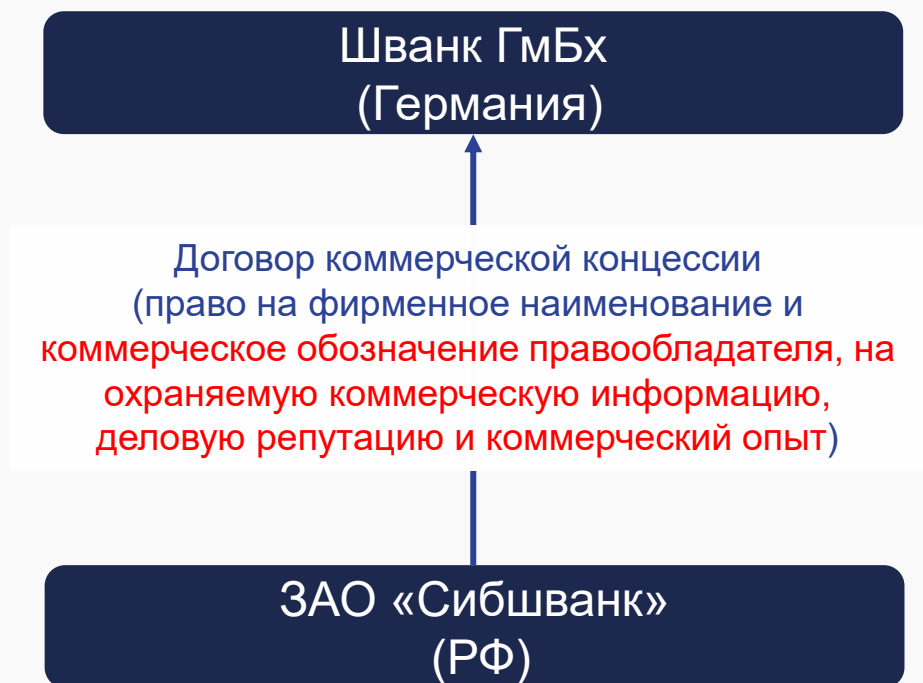 Шванк ГмБх
(Германия)
Договор коммерческой концессии
(право на фирменное наименование и
коммерческое обозначение правообладателя, на
охраняемую коммерческую информацию,
деловую репутацию и коммерческий опыт)
ЗАО «Сибшванк»
(РФ)